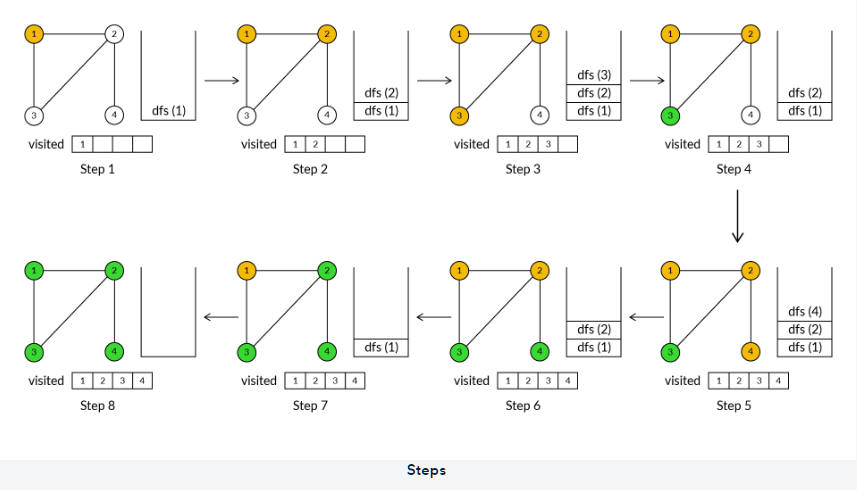 1 2
3 4
dfs (1)
visited 1
Step 1
1 2
3 4
dfs (2)
dfs (1)
visited 1 2
Step 2
1 2
3 4
dfs (3)
dfs (2)
dfs (1)
visited 1 2 3
Step 3
1 2
3 4
dfs (2)
dfs (1)
visited 1 2 3
Step 4
1 2
3 4
dfs (4)
dfs (2)
dfs (1)
visited 1 2 3 4
Step 5
1 2
3 4
dfs (2)
dfs (1)
visited 1 2 3 4
Step 6
1 2
3 4
dfs (1)
visited 1 2 3 4
Step 7
1 2
3 4
visited 1 2 3 4
Step 8
Steps